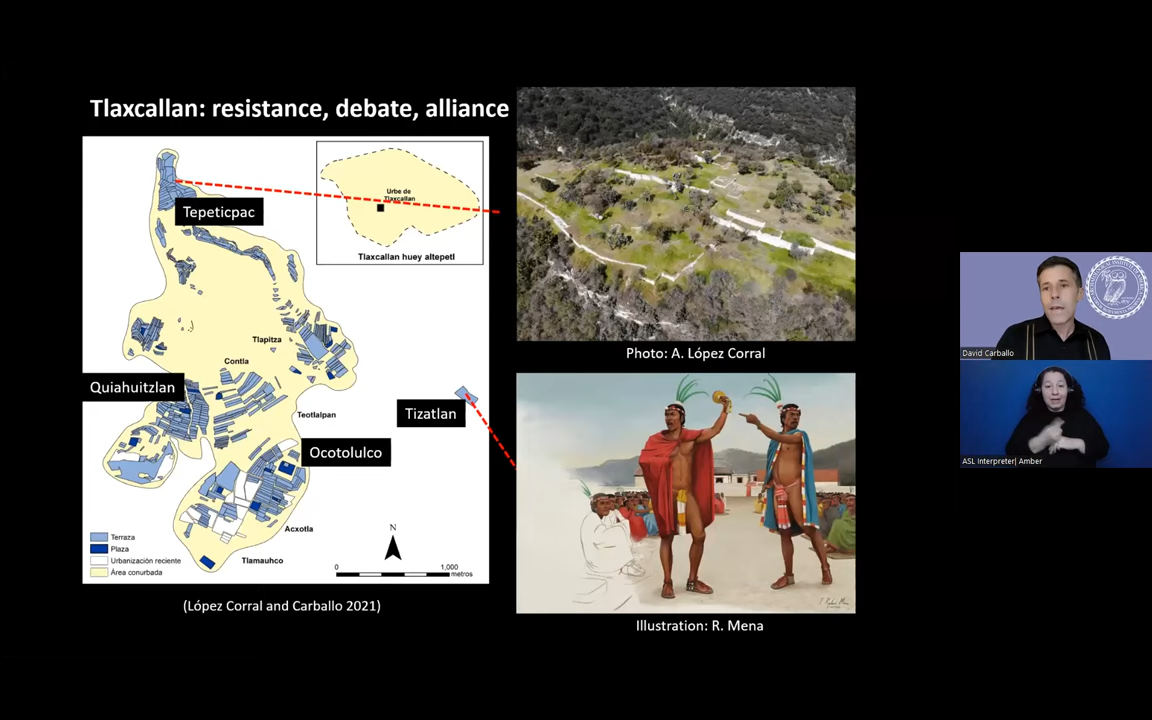 Tlaxcallan: resistance, debate, alliance
Urbe de
Tlaxcallan
Tlaxcallan huey altepetl
Tepeticpac
Tlapitza
Contla
Quiahuitzlan
Teotlalpan
Tizatlan
Ocotolulco
Acxotla
Tlamauhco
Terraza
Plaza
Urbanización reciente
Área conurbada
N
0
1,000
metros
(López Corral and Carballo 2021)
Photo: A. López Corral
Illustration: R. Mena
David Carballo
ASL Interpreter| Amber